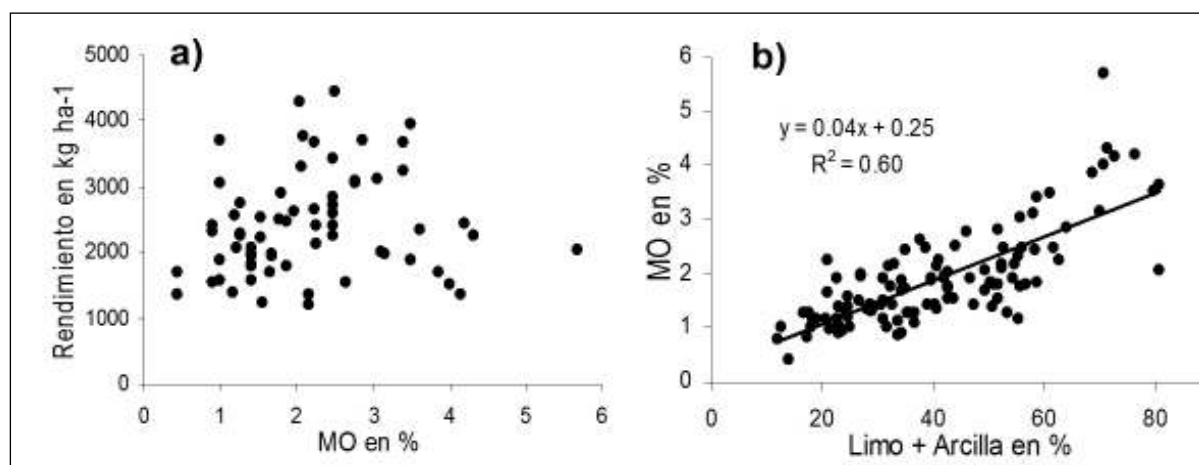 a)
Rendimiento en kg ha-1
5000
4000
3000
2000
1000
0
0 1 2 3 4 5 6
MO en %
b)
MO en %
6
5
4
3
2
1
0
y = 0.04x + 0.25
R² = 0.60
0 20 40 60 80
Limo + Arcilla en %